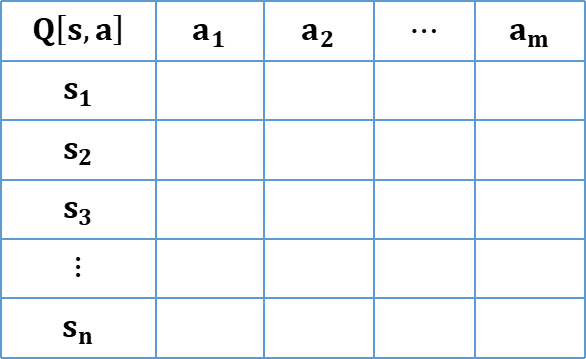 Q[s, a] a₁ a₂ ⋯ aₘ
s₁
s₂
s₃
⋮
sₙ